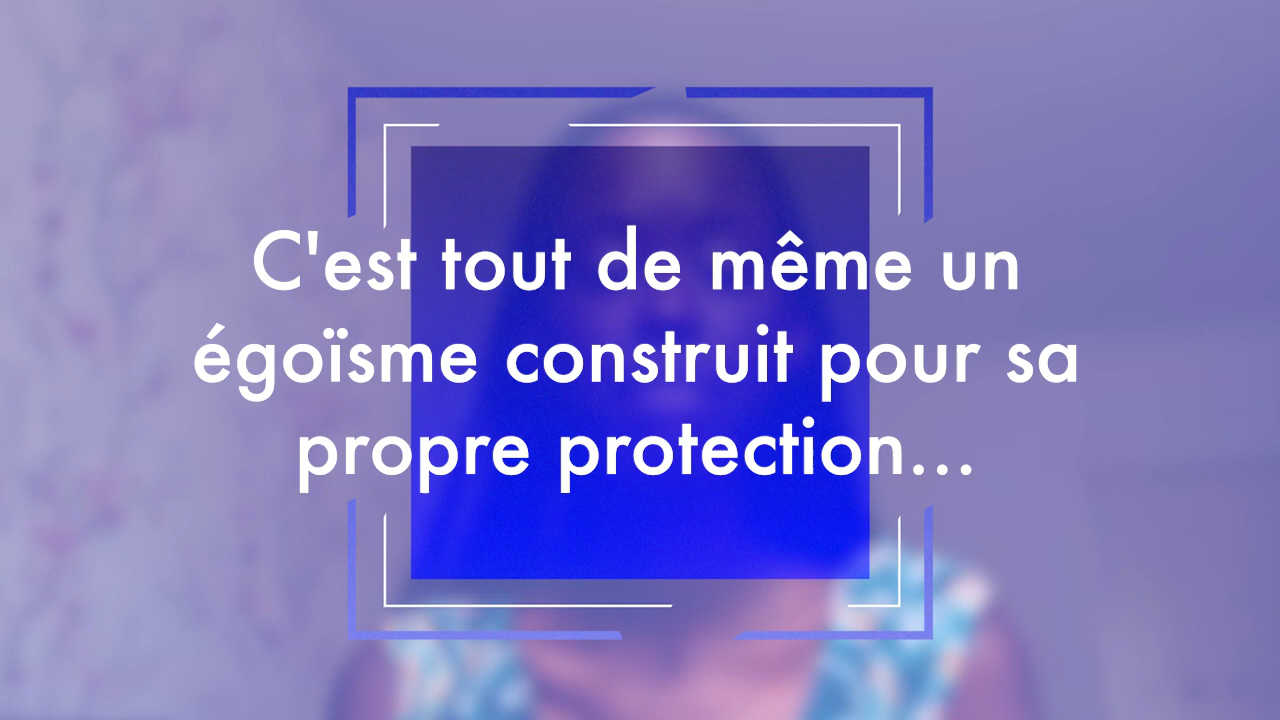 C'est tout de même un
égoïsme construit pour sa
propre protection...